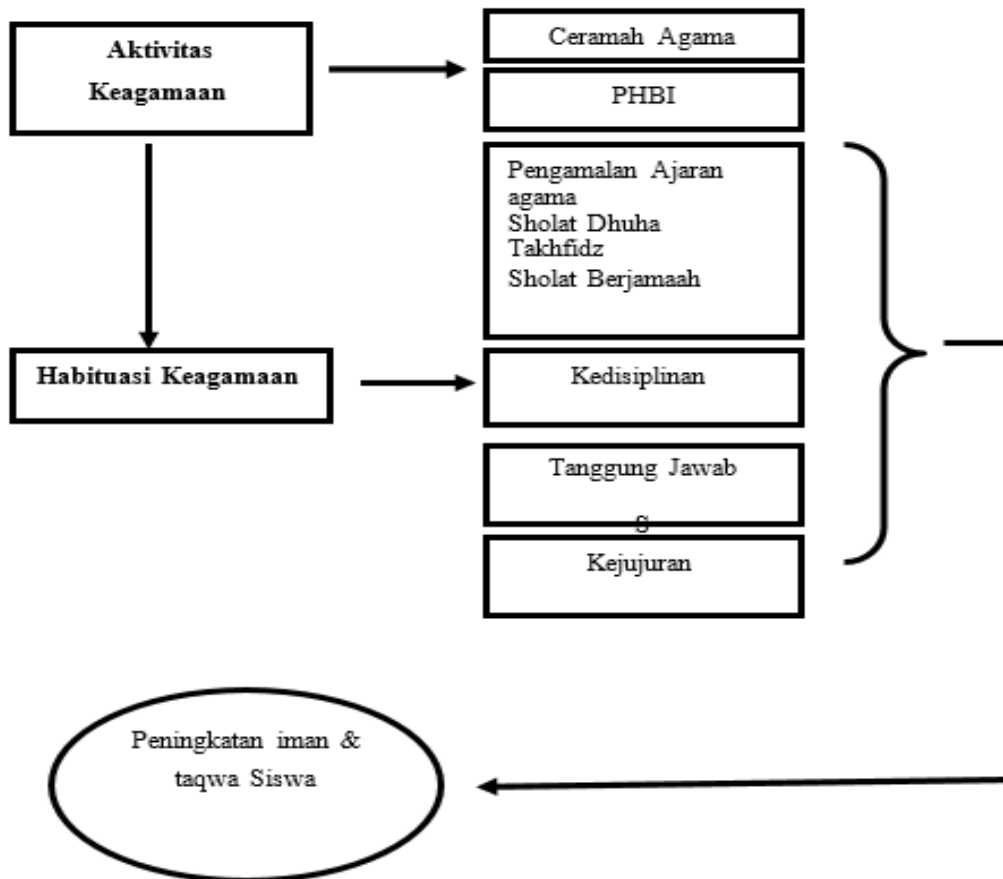 Aktivitas
Keagamaan
Ceramah Agama
PHBI
Pengamalan Ajaran
agama
Sholat Dhuha
Takhfidz
Sholat Berjamaah
Habituasi Keagamaan
Kedisiplinan
Tanggung Jawab
S
Kejujuran
Peningkatan iman &
taqwa Siswa